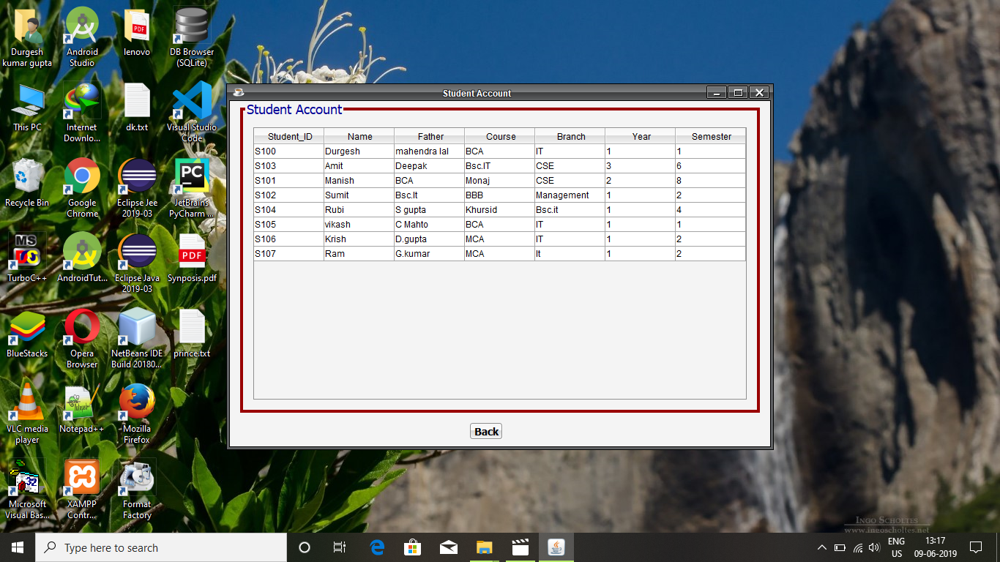 Durgesh
kumar gupta
Android
Studio
lenovo
DB Browser
(SQLite)
This PC
Internet
Downlo...
dk.txt
Visual Studio
Code
Recycle Bin
Google
Chrome
Eclipse Jee
2019-03
JetBrains
PyCharm ...
TurboC++
AndroidTut...
Eclipse Java
2019-03
Synposis.pdf
BlueStacks
Opera
Browser
NetBeans IDE
Build 20180...
prince.txt
VLC media
player
Notepad++
Mozilla
Firefox
Microsoft
Visual Bas...
XAMPP
Contr...
Format
Factory
PDF
PC
MS
PDF
32
Student Account
Student Account
Student_ID Name Father Course Branch Year Semester
S100 Durgesh mahendra lal BCA IT 1 1
S103 Amit Deepak Bsc.IT CSE 3 6
S101 Manish BCA Monaj CSE 2 8
S102 Sumit Bsc.It BBB Management 1 2
S104 Rubi S gupta Khursid Bsc.it 1 4
S105 vikash C Mahto BCA IT 1 1
S106 Krish D.gupta MCA IT 1 2
S107 Ram G.kumar MCA It 1 2
Back
Ingo Scholtes
www.ingoscholtes.net
Type here to search
ENG
US
13:17
09-06-2019